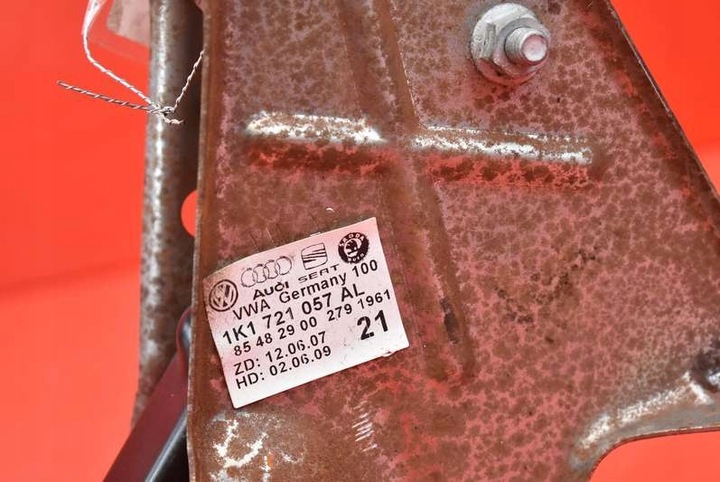 AUDI SEAT
VWA Germany 100
1K1 721 057 AL
85 48 29 00 279 1961
ZD: 12.06.07 21
HD: 02.06.09